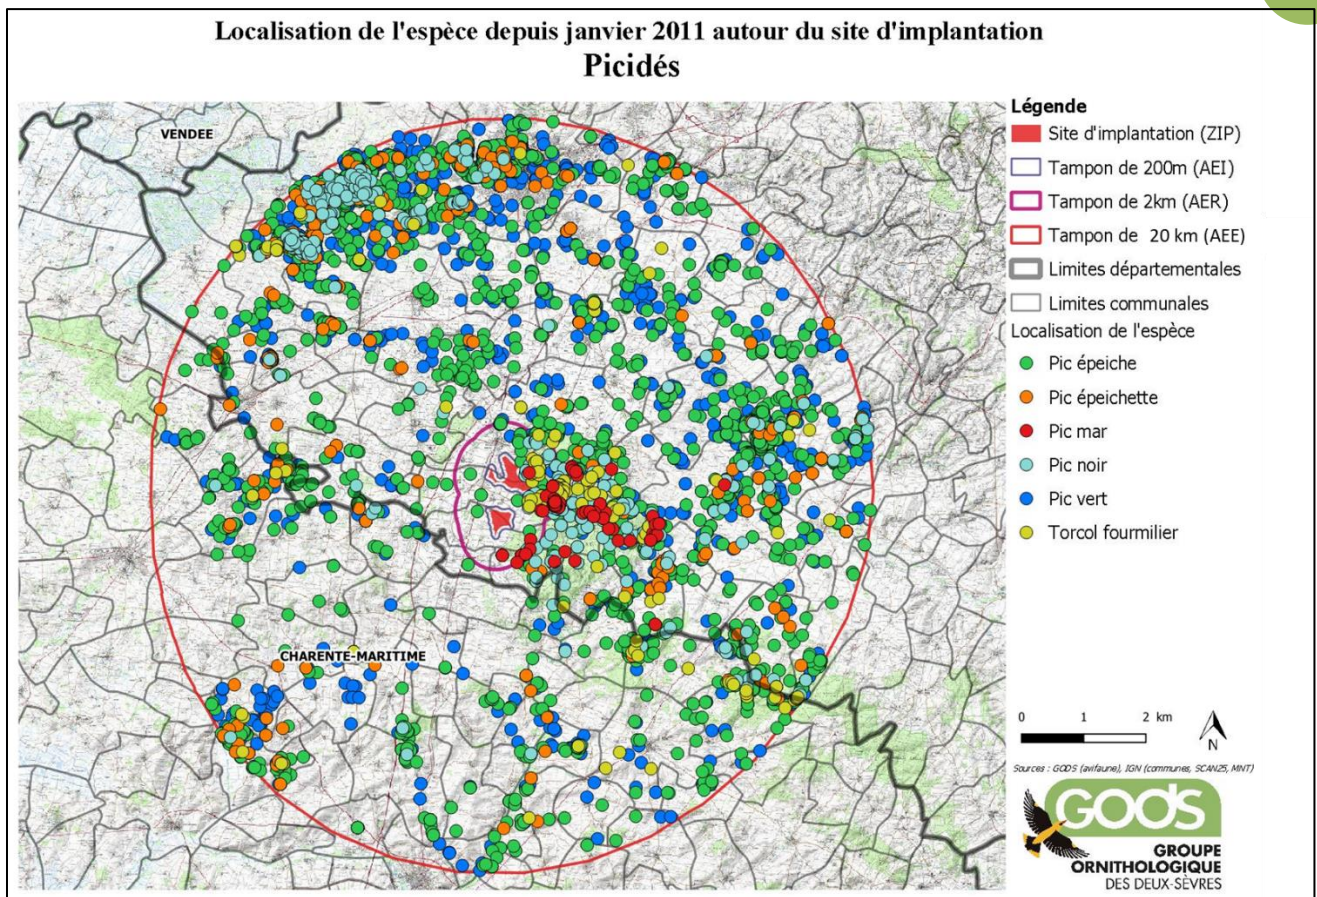 Localisation de l'espèce depuis janvier 2011 autour du site d'implantation
Picidés
VENDEE
CHARENTE-MARITIME
Légende
Site d'implantation (ZIP)
Tampon de 200m (AEI)
Tampon de 2km (AER)
Tampon de 20 km (AEE)
Limites départementales
Limites communales
Localisation de l'espèce
Pic épeiche
Pic épeichette
Pic mar
Pic noir
Pic vert
Torcol fourmilier
0 1 2 km
N
Sources : GODS (avifaune), IGN (communes, SCAN25, MNT)
GODS
GROUPE
ORNITHOLOGIQUE
DES DEUX-SÈVRES